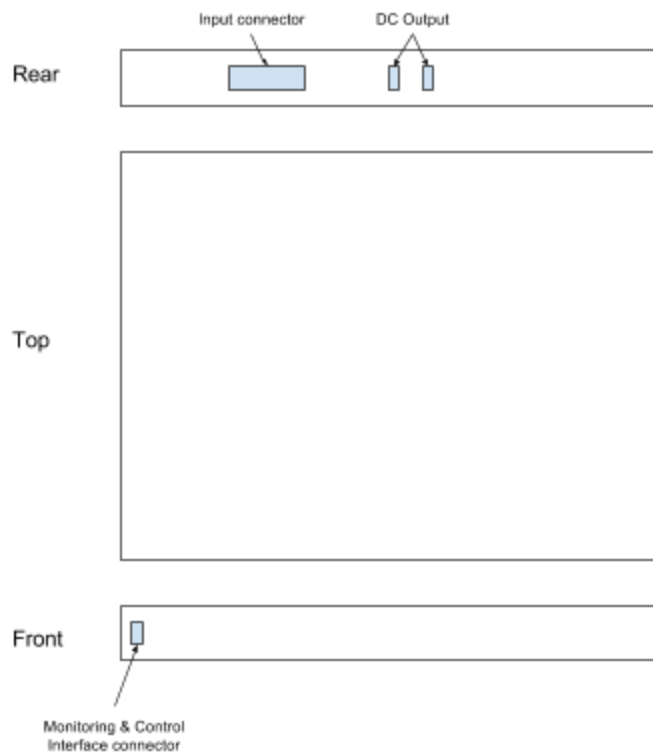 Input connector
DC Output
Rear
Top
Front
Monitoring & Control
Interface connector